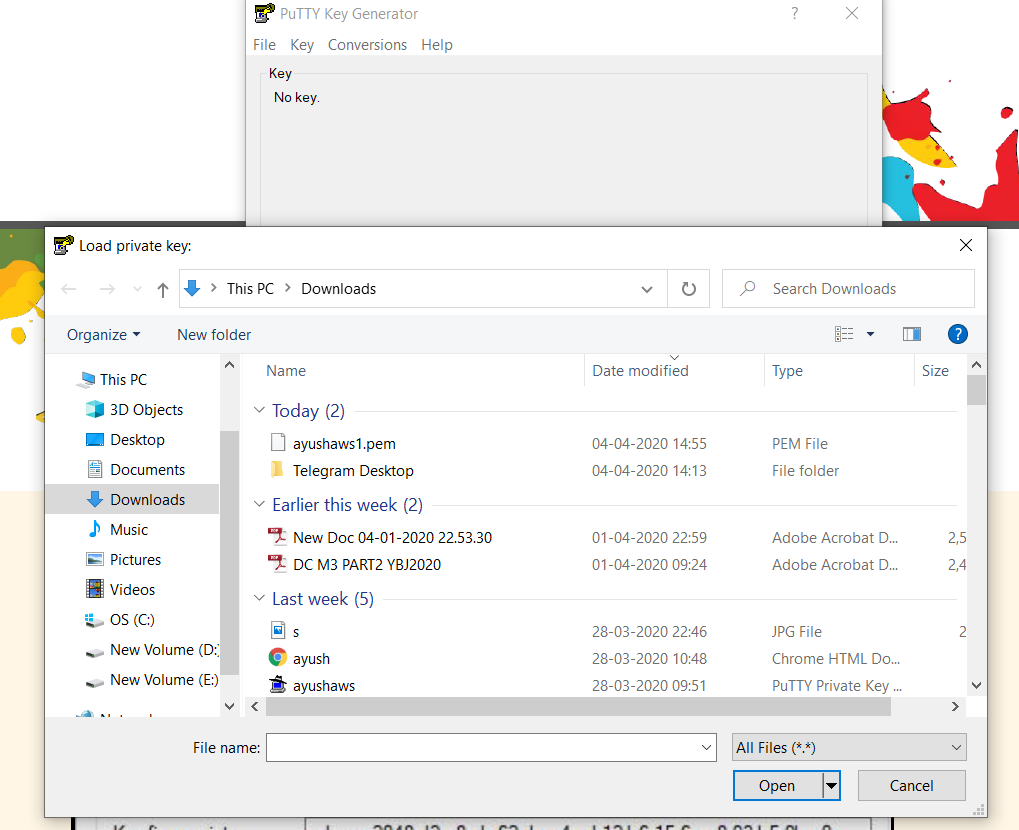 PuTTY Key Generator
File Key Conversions Help
Key
No key.
Load private key:
This PC > Downloads
Search Downloads
Organize New folder
Name Date modified Type Size
This PC
3D Objects
Desktop
Documents
Downloads
Music
Pictures
Videos
OS (C:)
New Volume (D:)
New Volume (E:)
Today (2)
ayushaws1.pem 04-04-2020 14:55 PEM File
Telegram Desktop 04-04-2020 14:13 File folder
Earlier this week (2)
New Doc 04-01-2020 22.53.30 01-04-2020 22:59 Adobe Acrobat D... 2,5
DC M3 PART2 YBJ2020 01-04-2020 09:24 Adobe Acrobat D... 2,4
Last week (5)
s 28-03-2020 22:46 JPG File 2
ayush 28-03-2020 10:48 Chrome HTML Do...
ayushaws 28-03-2020 09:51 PuTTY Private Key ...
File name: All Files (*.*)
Open Cancel